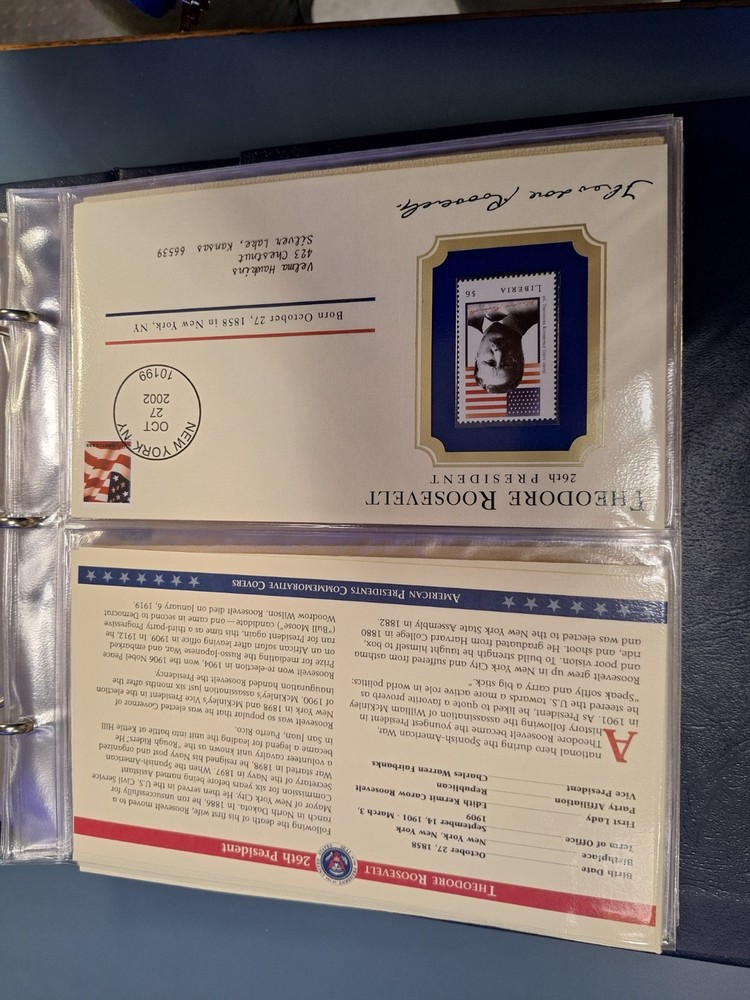 THEODORE ROOSEVELT 26th President
Birth Date October 27, 1858
Birthplace New York, New York
Term of Office September 14, 1901 - March 3,
1909
First Lady Edith Kermit Carow Roosevelt
Party Affiliation Republican
Vice President Charles Warren Fairbanks
A national hero during the Spanish-American War,
Theodore Roosevelt became the youngest President in
history following the assassination of William McKinley
in 1901. As President, he liked to quote a favorite proverb as
he steered the U.S. towards a more active role in world politics:
"Speak softly and carry a big stick."
Roosevelt grew up in New York City and suffered from asthma
and poor vision. To build strength he taught himself to box,
ride, and shoot. He graduated from Harvard College in 1880
and was elected to the New York State Assembly in 1882.
Following the death of his first wife, Roosevelt moved to a
ranch in North Dakota. In 1886, he ran unsuccessfully for
Mayor of New York City. He then served in the U.S. Civil Service
Commission for six years before being named Assistant
Secretary of the Navy in 1897. When the Spanish-American
War started in 1898, he resigned his Navy post and organized
a volunteer cavalry unit known as the "Rough Riders." He
became a legend for leading the unit into battle at Kettle Hill
in San Juan, Puerto Rico.
Roosevelt was so popular that he was elected Governor of
New York in 1898 and McKinley's Vice President in the election
of 1900. McKinley's assassination just six months after the
inauguration handed Roosevelt the Presidency.
Roosevelt won re-election in 1904, won the 1906 Nobel Peace
Prize for mediating the Russo-Japanese War, and embarked
on an African safari after leaving office in 1909. In 1912, he
ran for President again, this time as a third-party Progressive
("Bull Moose") candidate — and came in second to Democrat
Woodrow Wilson. Roosevelt died on January 6, 1919.
AMERICAN PRESIDENTS COMMEMORATIVE COVERS
THEODORE ROOSEVELT
26th PRESIDENT
LIBERIA $6
Theodore Roosevelt
NEW YORK NY
OCT
27
2002
10199
Born October 27, 1858 in New York, NY
Velma Hawkins
423 Chestnut
Silver Lake, Kansas 66539